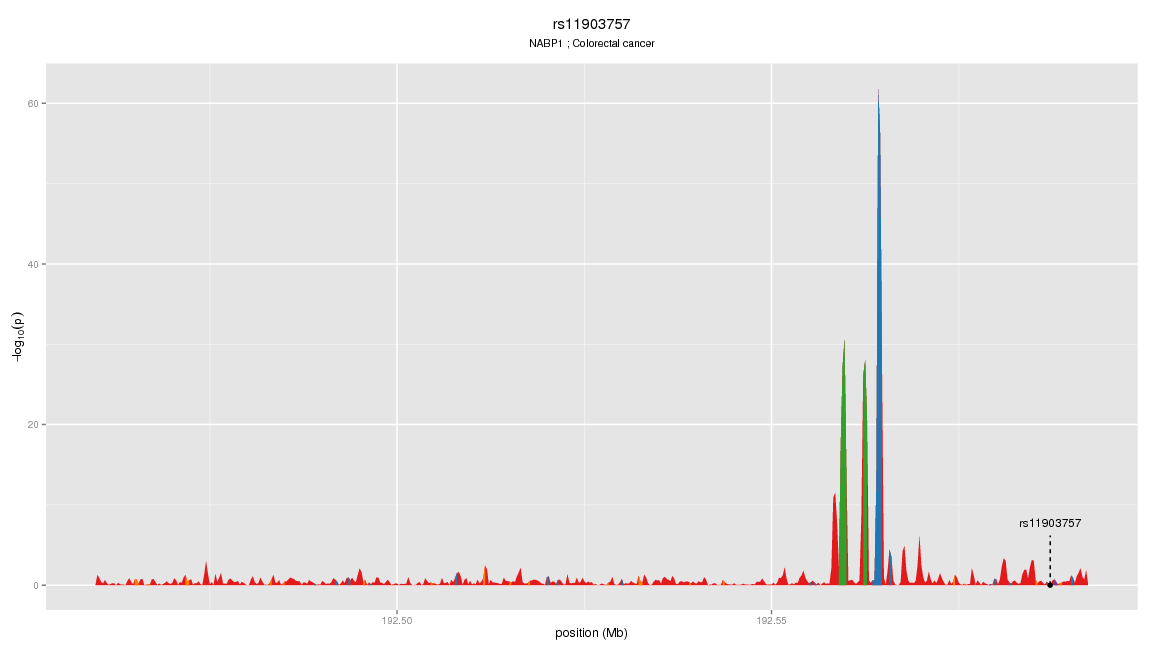 rs11903757
NABP1 ; Colorectal cancer
60
40
20
0
−log10(p)
rs11903757
192.50
192.55
position (Mb)